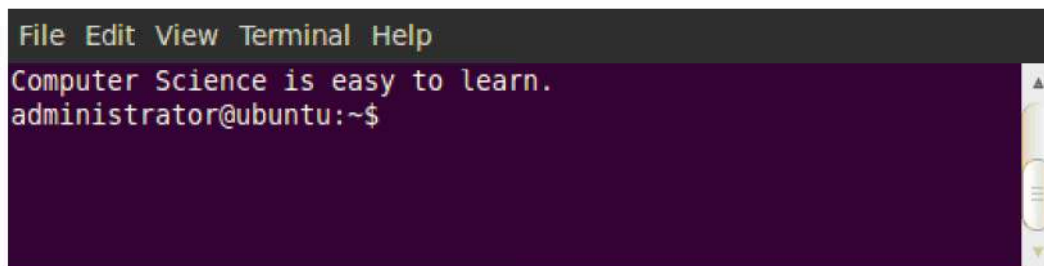 File Edit View Terminal Help
Computer Science is easy to learn.
administrator@ubuntu:~$